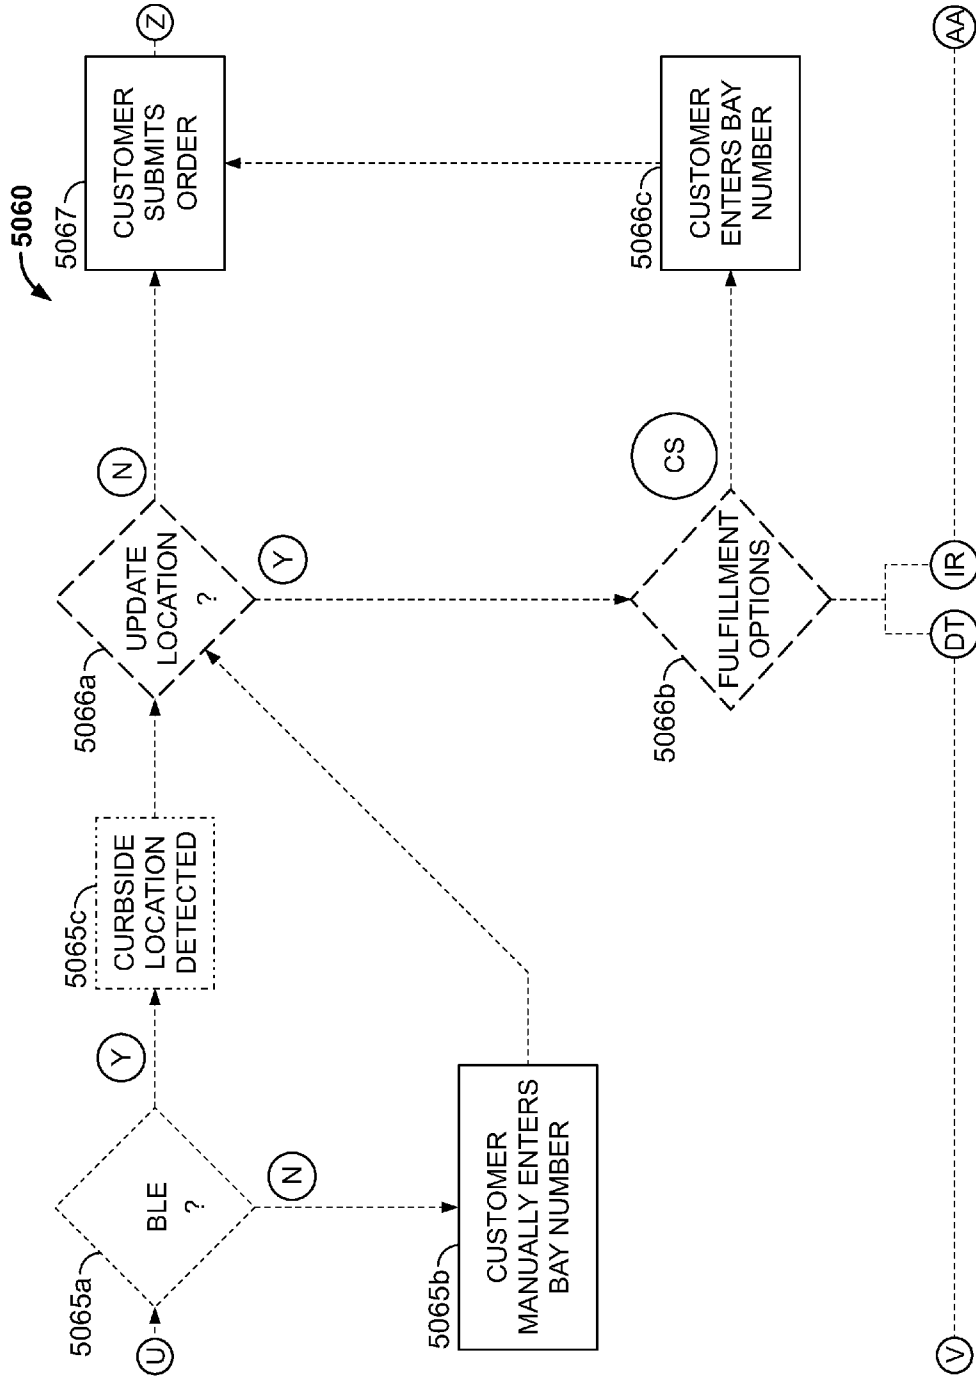 5060
U
5065a
BLE
?
Y
N
5065c
CURBSIDE
LOCATION
DETECTED
5065b
CUSTOMER
MANUALLY ENTERS
BAY NUMBER
5066a
UPDATE
LOCATION
?
N
Y
5067
CUSTOMER
SUBMITS
ORDER
Z
5066b
FULFILLMENT
OPTIONS
CS
5066c
CUSTOMER
ENTERS BAY
NUMBER
V
DT
IR
AA